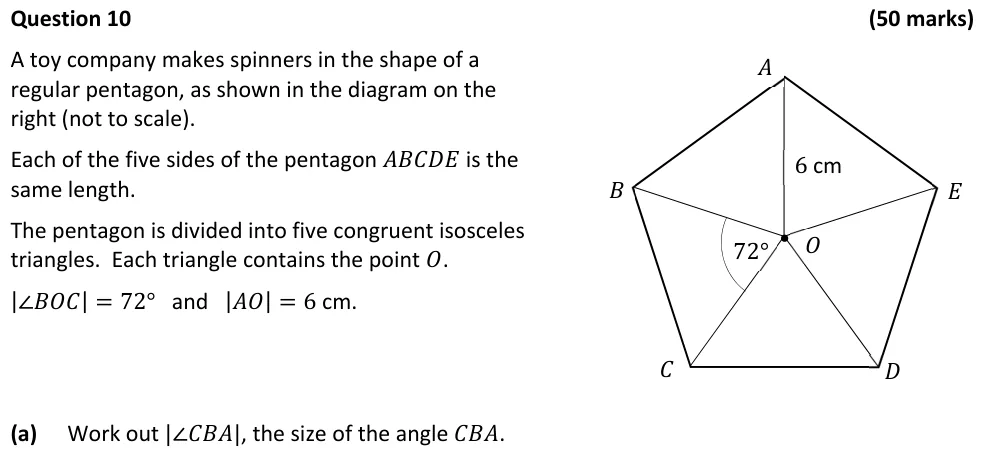 Question 10 (50 marks)
A toy company makes spinners in the shape of a
regular pentagon, as shown in the diagram on the
right (not to scale).
Each of the five sides of the pentagon ABCDE is the
same length.
The pentagon is divided into five congruent isosceles
triangles. Each triangle contains the point O.
|∠BOC| = 72° and |AO| = 6 cm.
A
6 cm
B
E
72°
O
C
D
(a) Work out |∠CBA|, the size of the angle CBA.